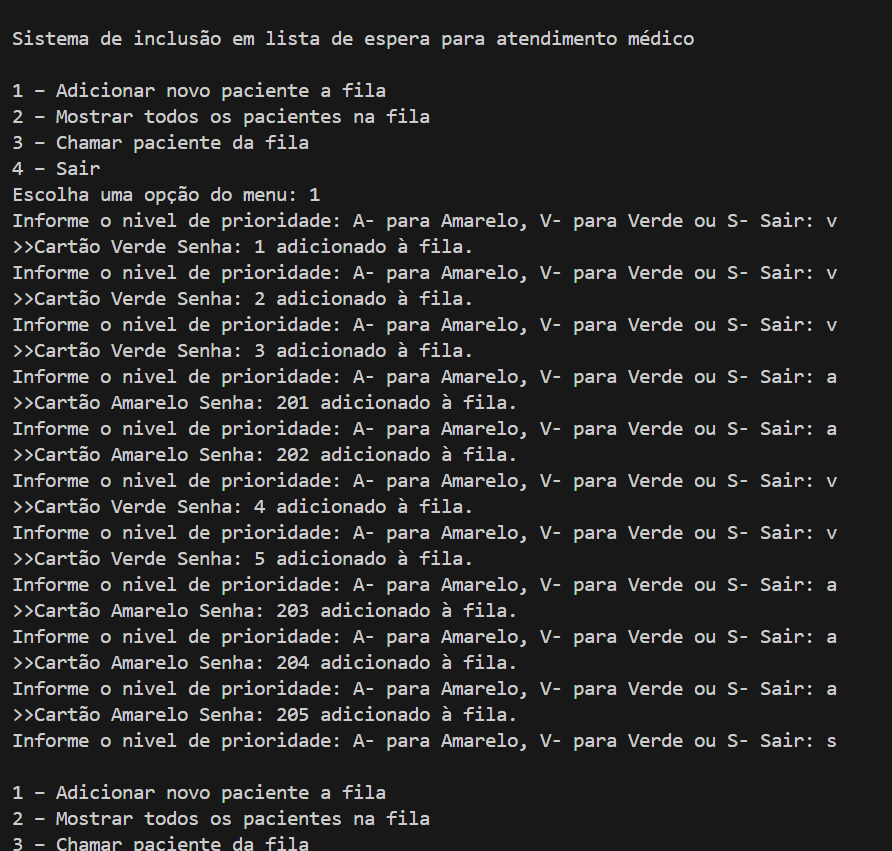 Sistema de inclusão em lista de espera para atendimento médico
1 – Adicionar novo paciente a fila
2 – Mostrar todos os pacientes na fila
3 – Chamar paciente da fila
4 – Sair
Escolha uma opção do menu: 1
Informe o nivel de prioridade: A- para Amarelo, V- para Verde ou S- Sair: v
>>Cartão Verde Senha: 1 adicionado à fila.
Informe o nivel de prioridade: A- para Amarelo, V- para Verde ou S- Sair: v
>>Cartão Verde Senha: 2 adicionado à fila.
Informe o nivel de prioridade: A- para Amarelo, V- para Verde ou S- Sair: v
>>Cartão Verde Senha: 3 adicionado à fila.
Informe o nivel de prioridade: A- para Amarelo, V- para Verde ou S- Sair: a
>>Cartão Amarelo Senha: 201 adicionado à fila.
Informe o nivel de prioridade: A- para Amarelo, V- para Verde ou S- Sair: a
>>Cartão Amarelo Senha: 202 adicionado à fila.
Informe o nivel de prioridade: A- para Amarelo, V- para Verde ou S- Sair: v
>>Cartão Verde Senha: 4 adicionado à fila.
Informe o nivel de prioridade: A- para Amarelo, V- para Verde ou S- Sair: v
>>Cartão Verde Senha: 5 adicionado à fila.
Informe o nivel de prioridade: A- para Amarelo, V- para Verde ou S- Sair: a
>>Cartão Amarelo Senha: 203 adicionado à fila.
Informe o nivel de prioridade: A- para Amarelo, V- para Verde ou S- Sair: a
>>Cartão Amarelo Senha: 204 adicionado à fila.
Informe o nivel de prioridade: A- para Amarelo, V- para Verde ou S- Sair: a
>>Cartão Amarelo Senha: 205 adicionado à fila.
Informe o nivel de prioridade: A- para Amarelo, V- para Verde ou S- Sair: s
1 – Adicionar novo paciente a fila
2 – Mostrar todos os pacientes na fila
3 – Chamar paciente da fila